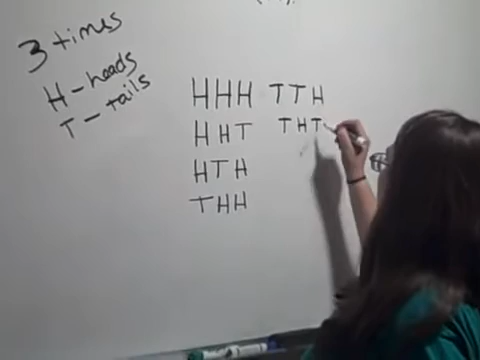 3 times
H - heads
T - tails
HHH TTH
HHT THT
HTH
THH